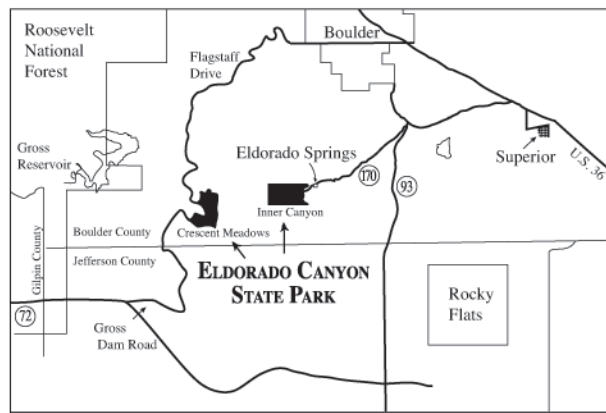 Roosevelt
National
Forest
Flagstaff
Drive
Boulder
Gross
Reservoir
Eldorado Springs
170
93
Superior
U.S. 36
Inner Canyon
Crescent Meadows
Gilpin County
Boulder County
Jefferson County
ELDORADO CANYON
STATE PARK
Rocky
Flats
72
Gross
Dam Road